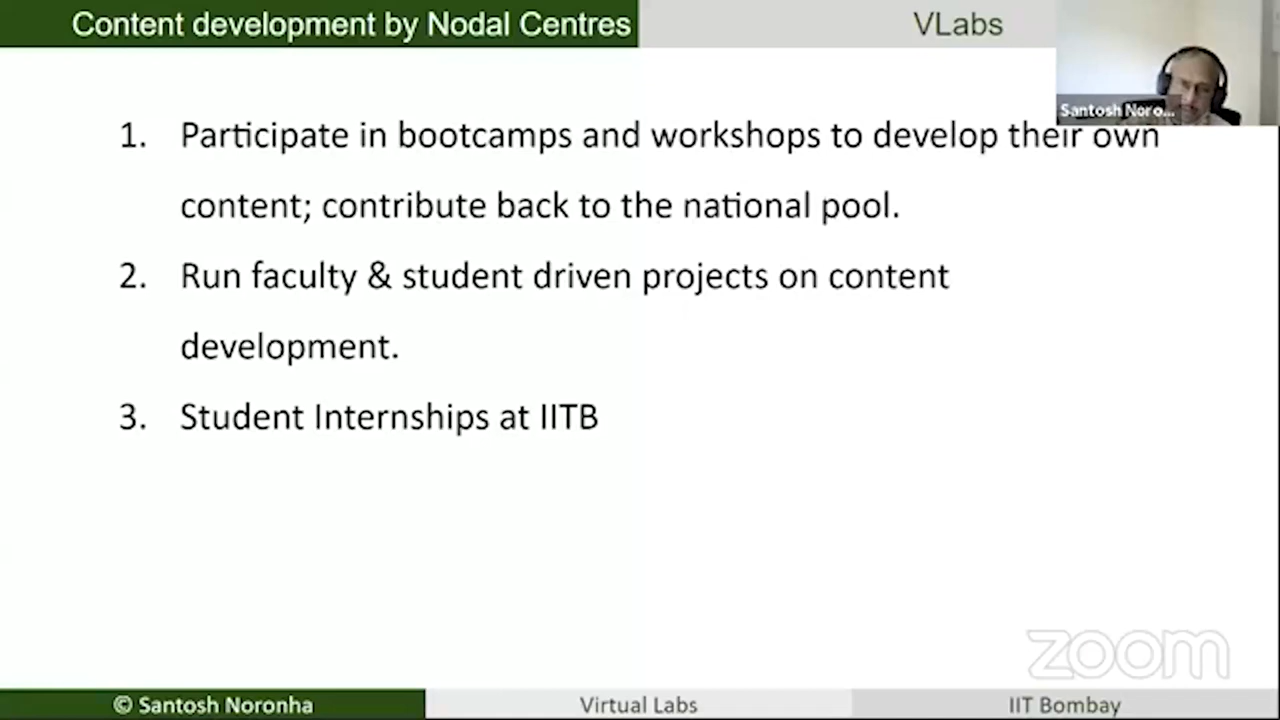 Content development by Nodal Centres
VLabs
Santosh Noro...
1. Participate in bootcamps and workshops to develop their own
content; contribute back to the national pool.
2. Run faculty & student driven projects on content
development.
3. Student Internships at IITB
zoom
© Santosh Noronha
Virtual Labs
IIT Bombay